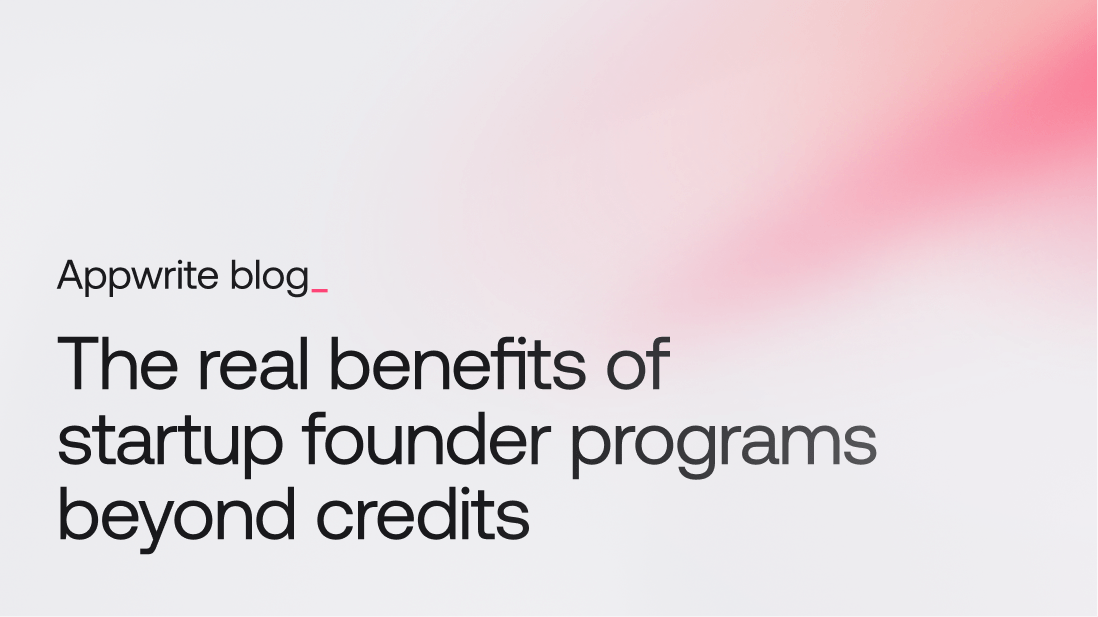 Appwrite blog_
The real benefits of
startup founder programs
beyond credits